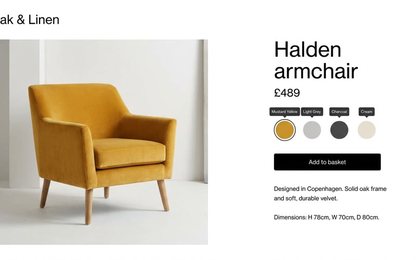 ak & Linen
Halden
armchair
£489
Mustard Yellow
Light Grey
Charcoal
Cream
Add to basket
Designed in Copenhagen. Solid oak frame
and soft, durable velvet.
Dimensions: H 78cm, W 70cm, D 80cm.